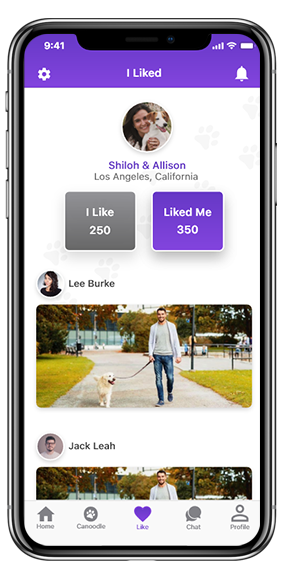 9:41
I Liked
Shiloh & Allison
Los Angeles, California
I Like
250
Liked Me
350
Lee Burke
Jack Leah
Home
Canoodle
Like
Chat
Profile